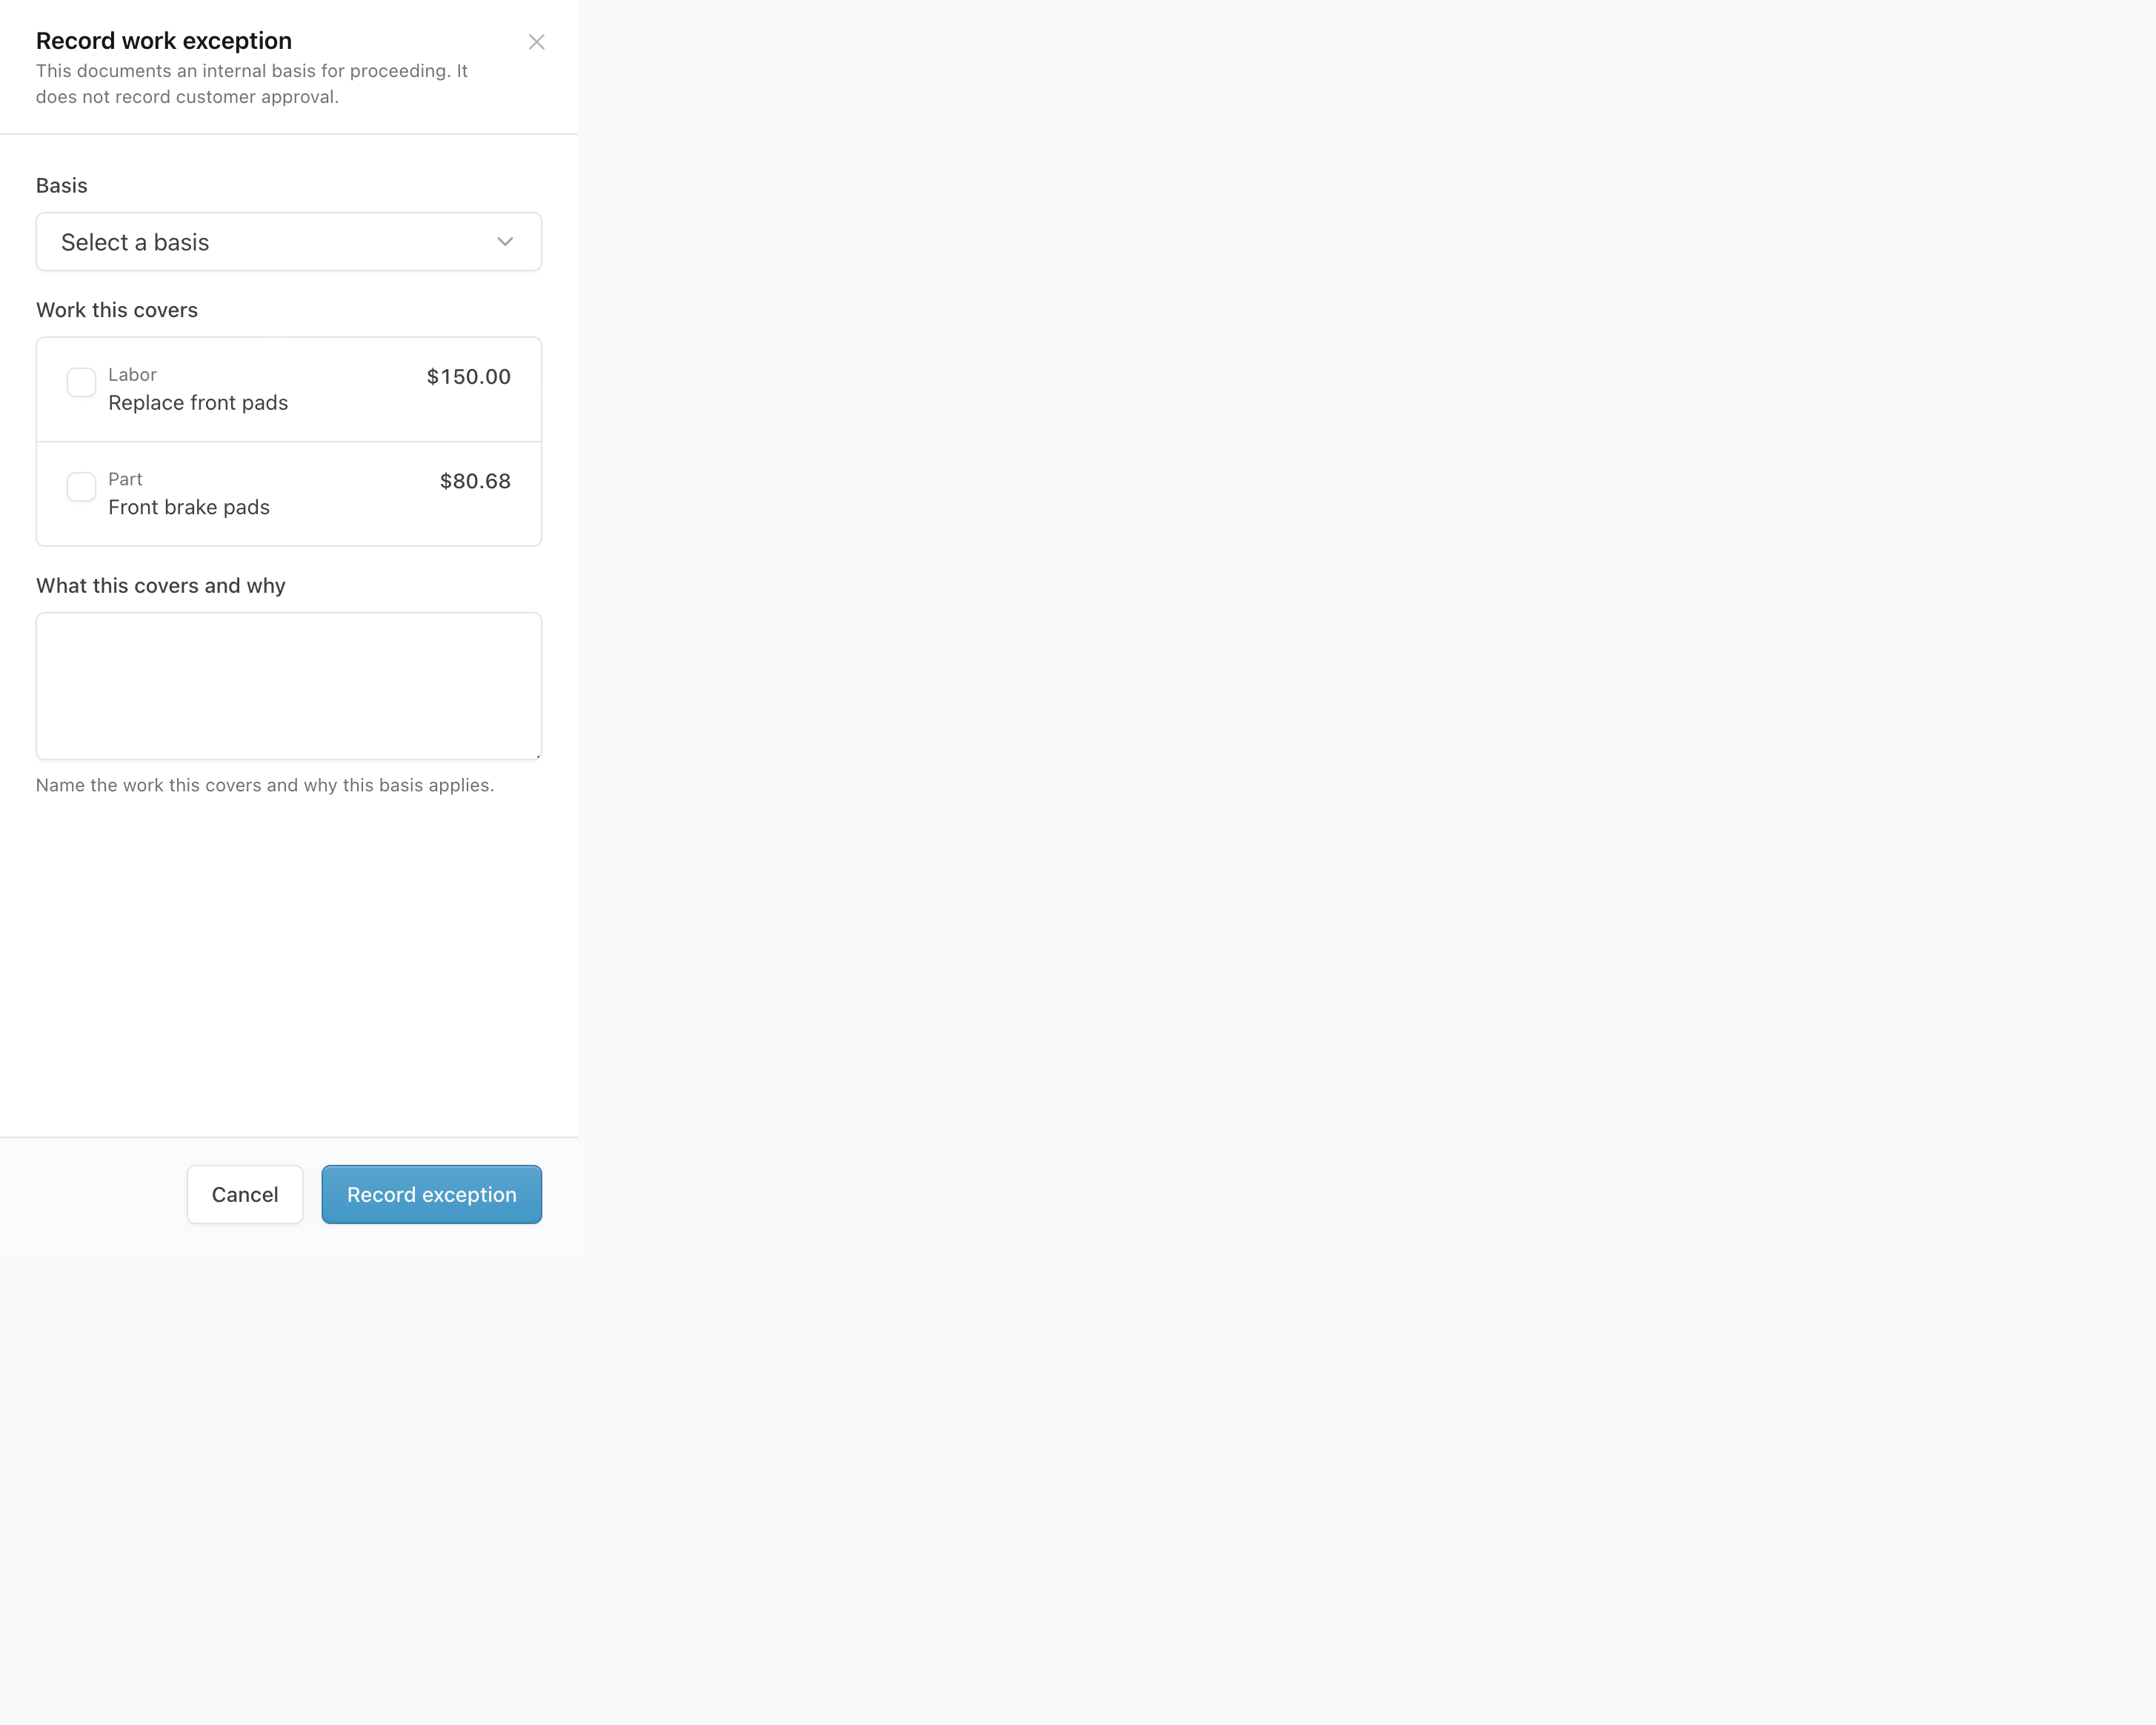 Record work exception
This documents an internal basis for proceeding. It
does not record customer approval.
Basis
Select a basis
Work this covers
Labor
$150.00
Replace front pads
Part
$80.68
Front brake pads
What this covers and why
Name the work this covers and why this basis applies.
Cancel
Record exception